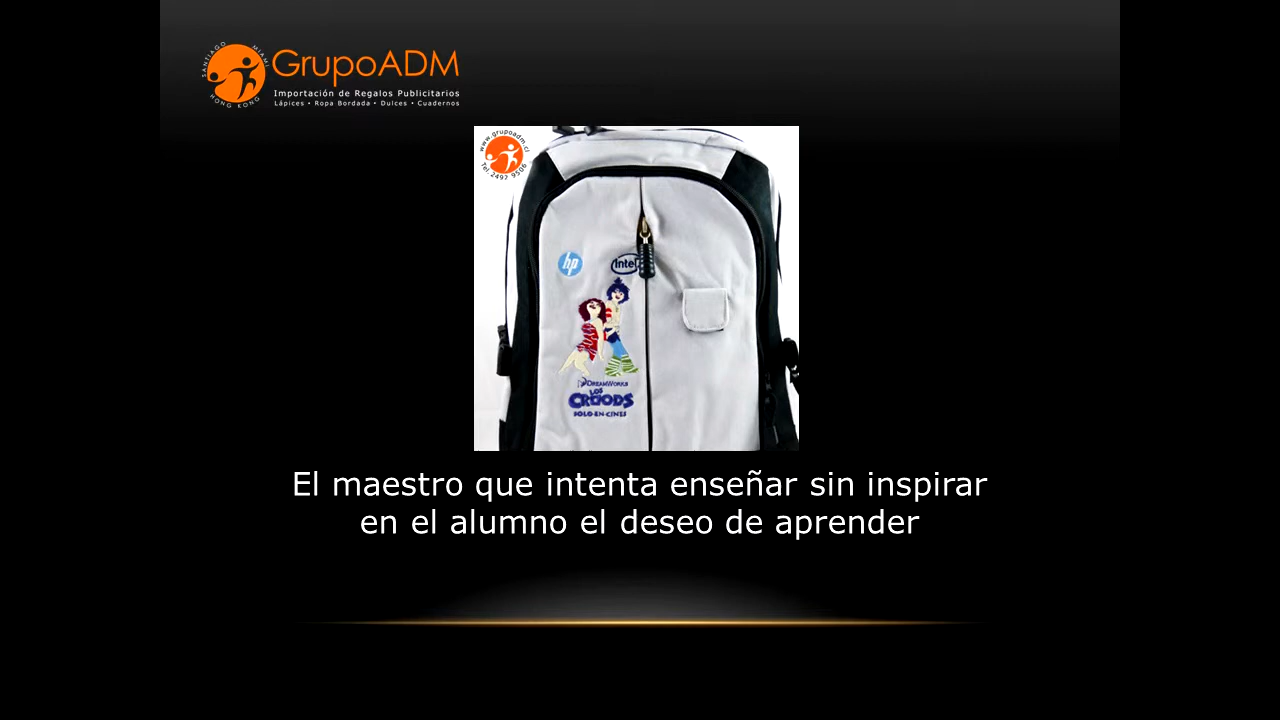 SANTIAGO
MIAMI
HONG KONG
GrupoADM
Importación de Regalos Publicitarios
Lápices • Ropa Bordada • Dulces • Cuadernos
www.grupoadm.cl
Tel: 2492 9506
hp
intel
DREAMWORKS
LOS
CROODS
SOLO EN CINES
El maestro que intenta enseñar sin inspirar
en el alumno el deseo de aprender